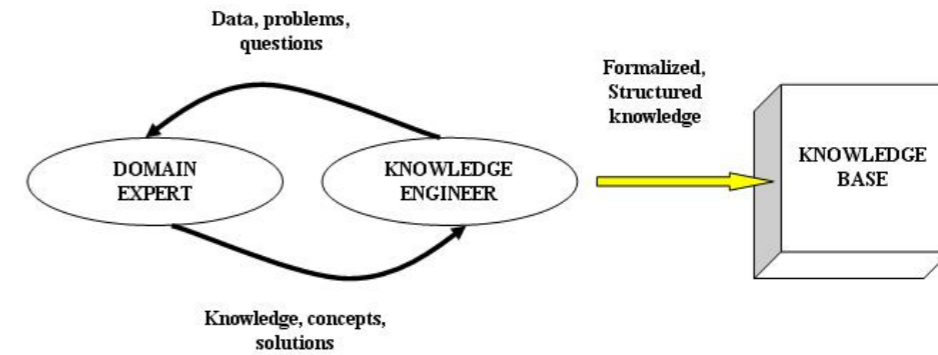 Data, problems,
questions
Formalized,
Structured
knowledge
DOMAIN
EXPERT
KNOWLEDGE
ENGINEER
KNOWLEDGE
BASE
Knowledge, concepts,
solutions